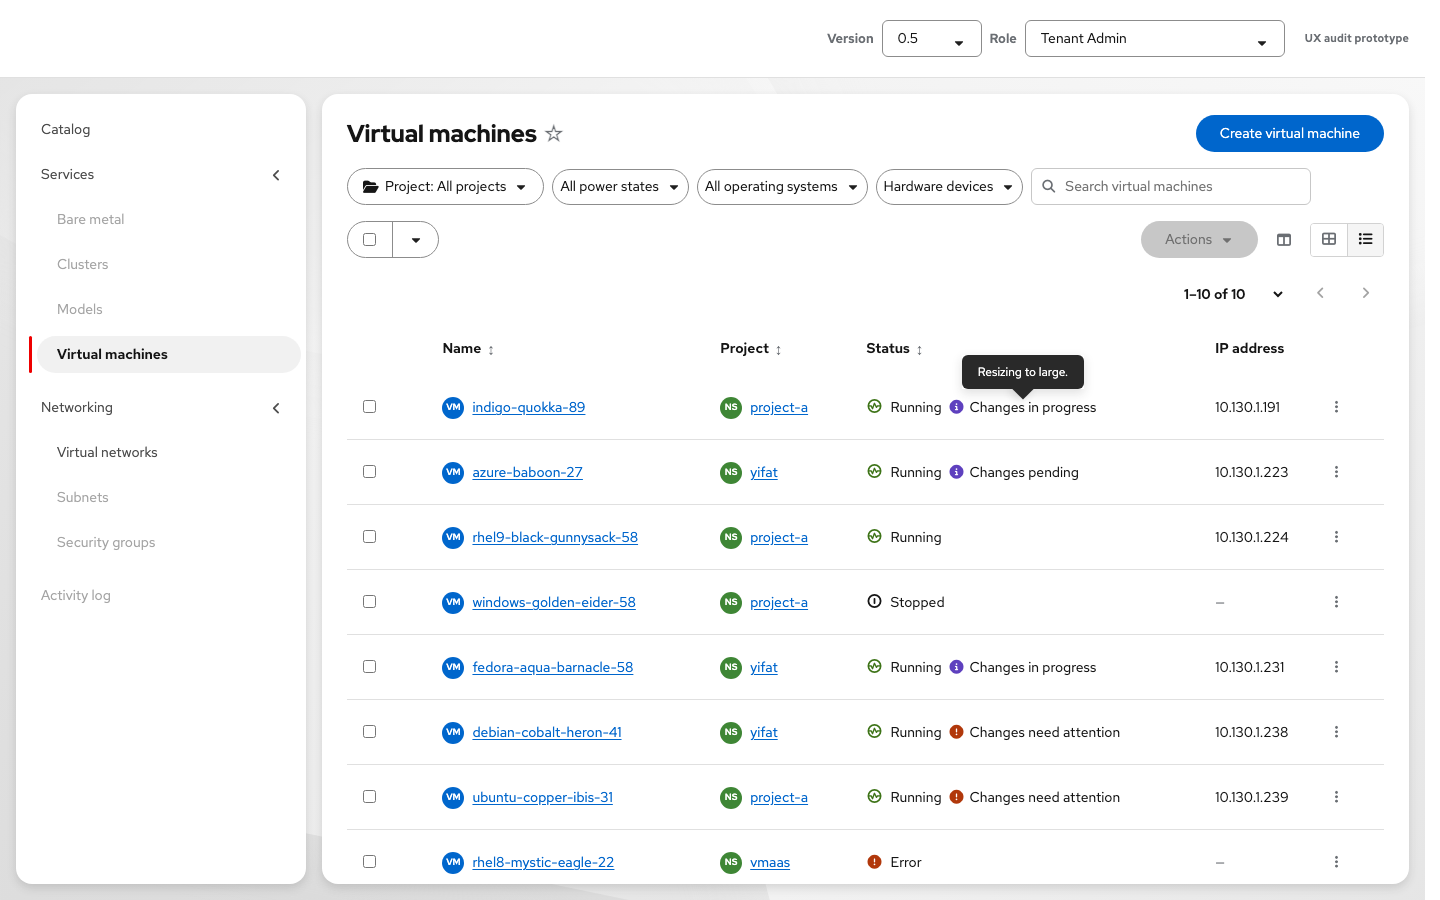 Version 0.5 Role Tenant Admin UX audit prototype
Catalog
Services
Bare metal
Clusters
Models
Virtual machines
Networking
Virtual networks
Subnets
Security groups
Activity log
Virtual machines
Create virtual machine
Project: All projects All power states All operating systems Hardware devices Search virtual machines
Actions
1–10 of 10
Name Project Status IP address
Resizing to large.
VM indigo-quokka-89 NS project-a Running Changes in progress 10.130.1.191
VM azure-baboon-27 NS yifat Running Changes pending 10.130.1.223
VM rhel9-black-gunnysack-58 NS project-a Running 10.130.1.224
VM windows-golden-eider-58 NS project-a Stopped –
VM fedora-aqua-barnacle-58 NS yifat Running Changes in progress 10.130.1.231
VM debian-cobalt-heron-41 NS yifat Running Changes need attention 10.130.1.238
VM ubuntu-copper-ibis-31 NS project-a Running Changes need attention 10.130.1.239
VM rhel8-mystic-eagle-22 NS vmaas Error –